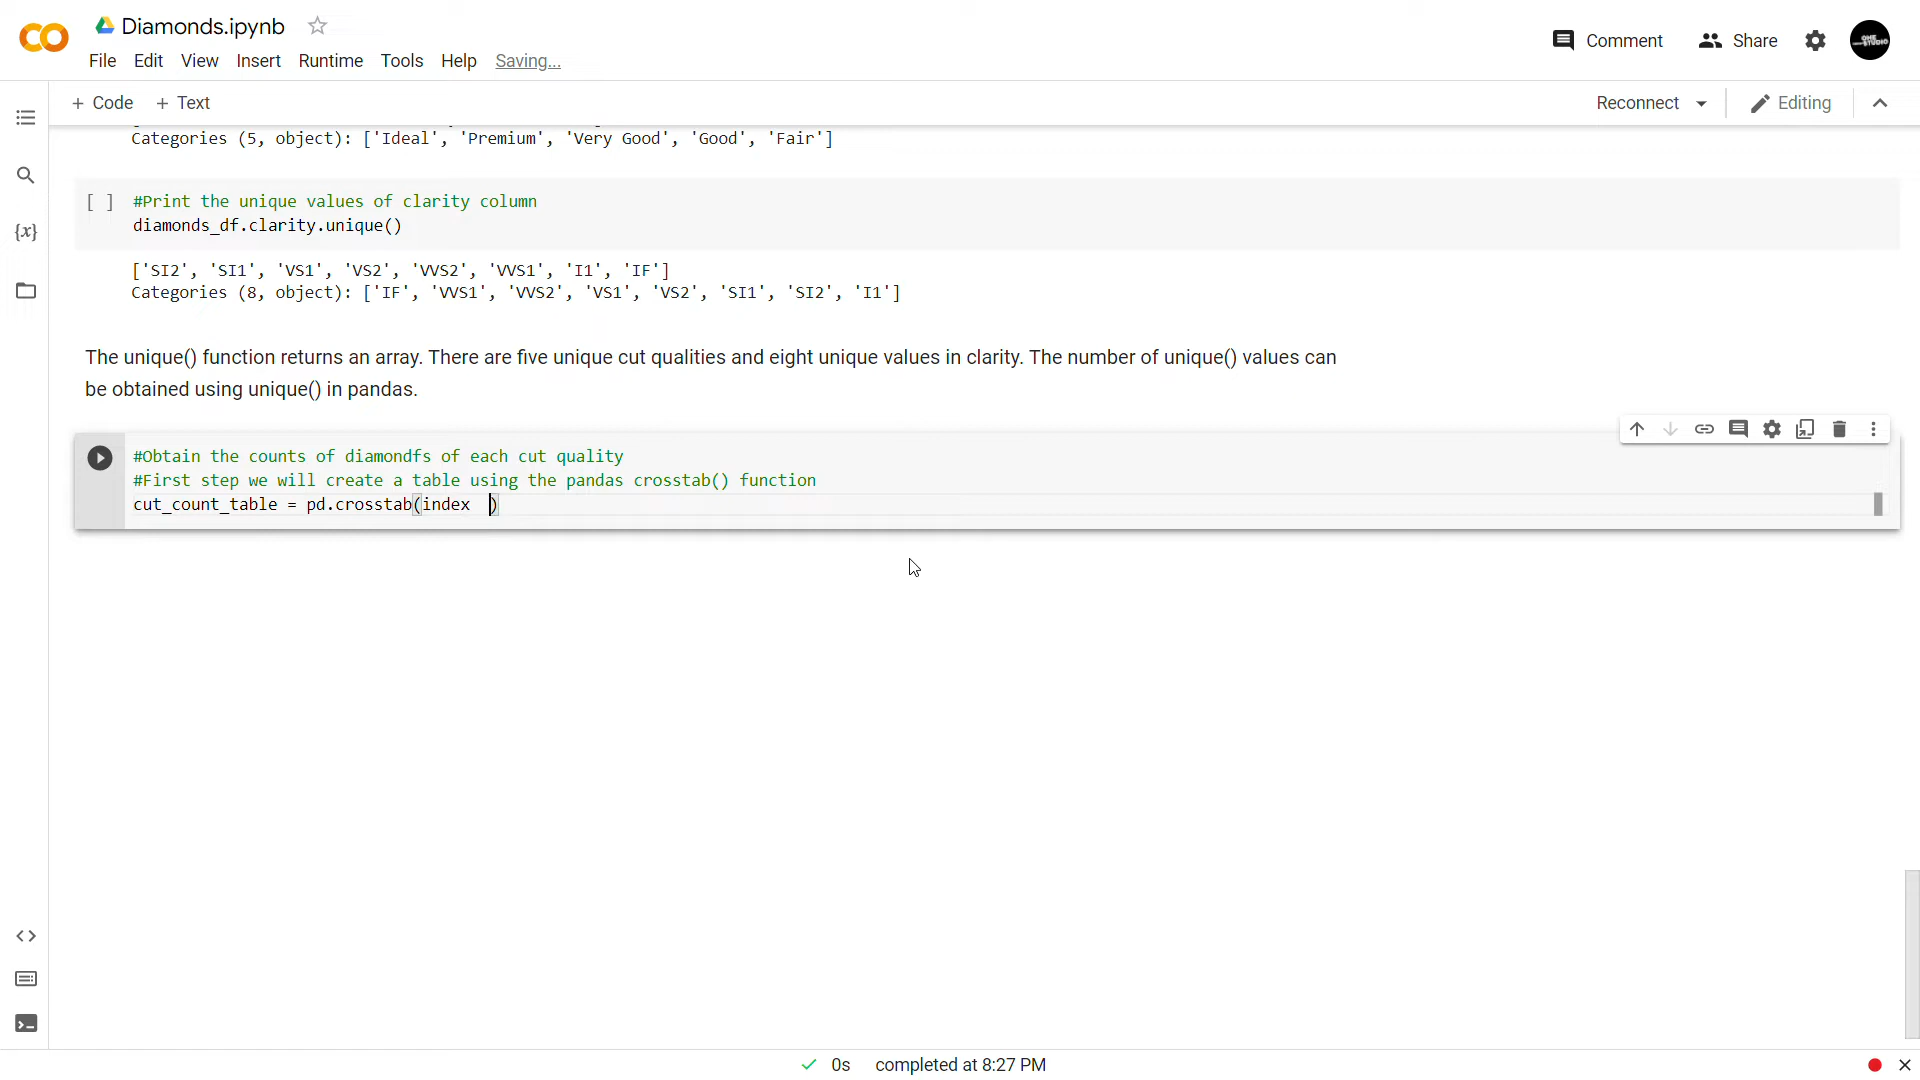 Diamonds.ipynb
File Edit View Insert Runtime Tools Help Saving...
Comment Share
+ Code + Text
Reconnect Editing
Categories (5, object): ['Ideal', 'Premium', 'Very Good', 'Good', 'Fair']
[ ] #Print the unique values of clarity column
diamonds_df.clarity.unique()
['SI2', 'SI1', 'VS1', 'VS2', 'VVS2', 'VVS1', 'I1', 'IF']
Categories (8, object): ['IF', 'VVS1', 'VVS2', 'VS1', 'VS2', 'SI1', 'SI2', 'I1']
The unique() function returns an array. There are five unique cut qualities and eight unique values in clarity. The number of unique() values can
be obtained using unique() in pandas.
#Obtain the counts of diamondfs of each cut quality
#First step we will create a table using the pandas crosstab() function
cut_count_table = pd.crosstab(index  )
0s completed at 8:27 PM